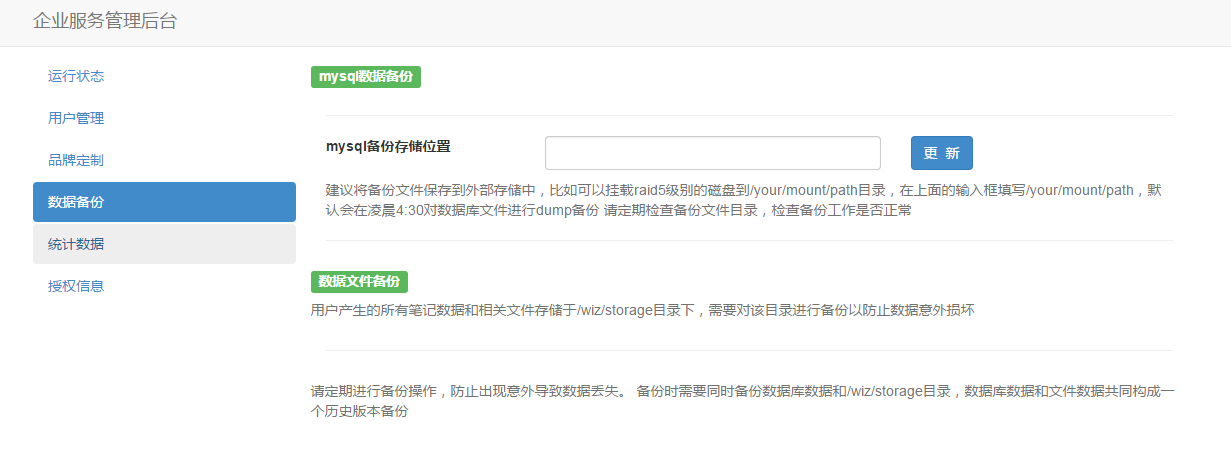 企业服务管理后台
运行状态
用户管理
品牌定制
数据备份
统计数据
授权信息
mysql数据备份
mysql备份存储位置
更 新
建议将备份文件保存到外部存储中，比如可以挂载raid5级别的磁盘到/your/mount/path目录，在上面的输入框填写/your/mount/path，默
认会在凌晨4:30对数据库文件进行dump备份 请定期检查备份文件目录，检查备份工作是否正常
数据文件备份
用户产生的所有笔记数据和相关文件存储于/wiz/storage目录下，需要对该目录进行备份以防止数据意外损坏
请定期进行备份操作，防止出现意外导致数据丢失。 备份时需要同时备份数据库数据和/wiz/storage目录，数据库数据和文件数据共同构成一
个历史版本备份